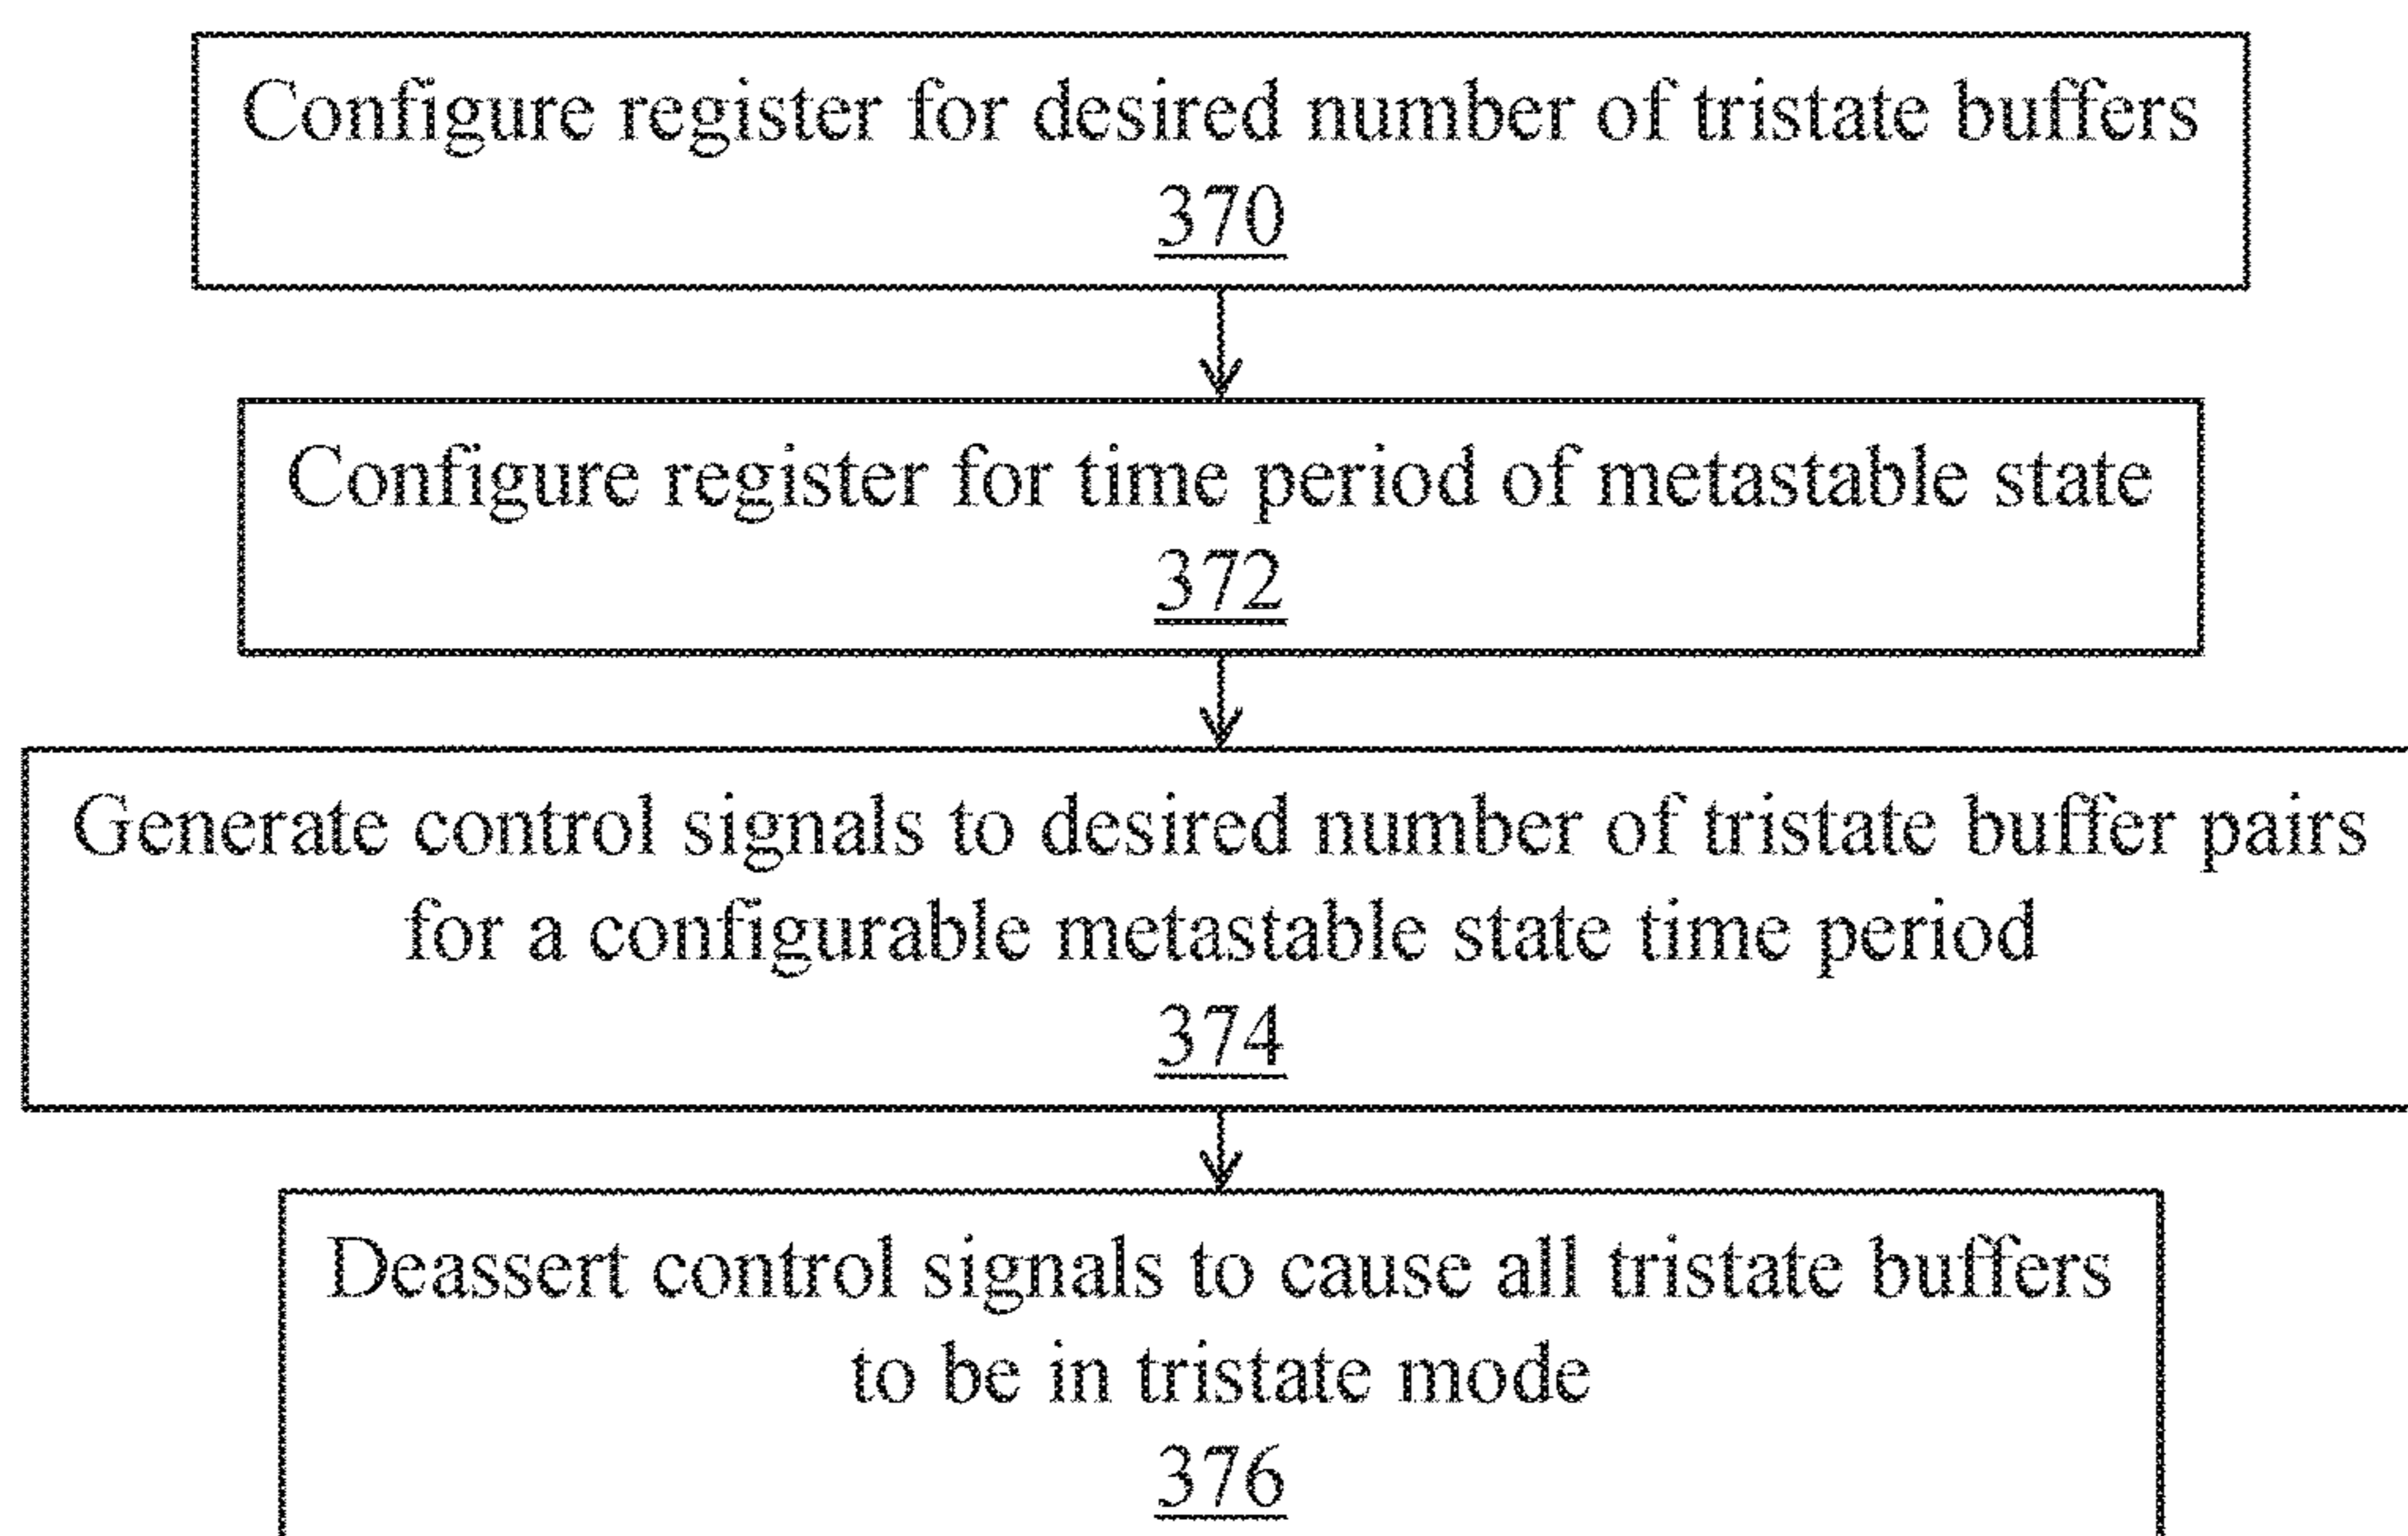 Configure register for desired number of tristate buffers
370
Configure register for time period of metastable state
372
Generate control signals to desired number of tristate buffer pairs
for a configurable metastable state time period
374
Deassert control signals to cause all tristate buffers
to be in tristate mode
376